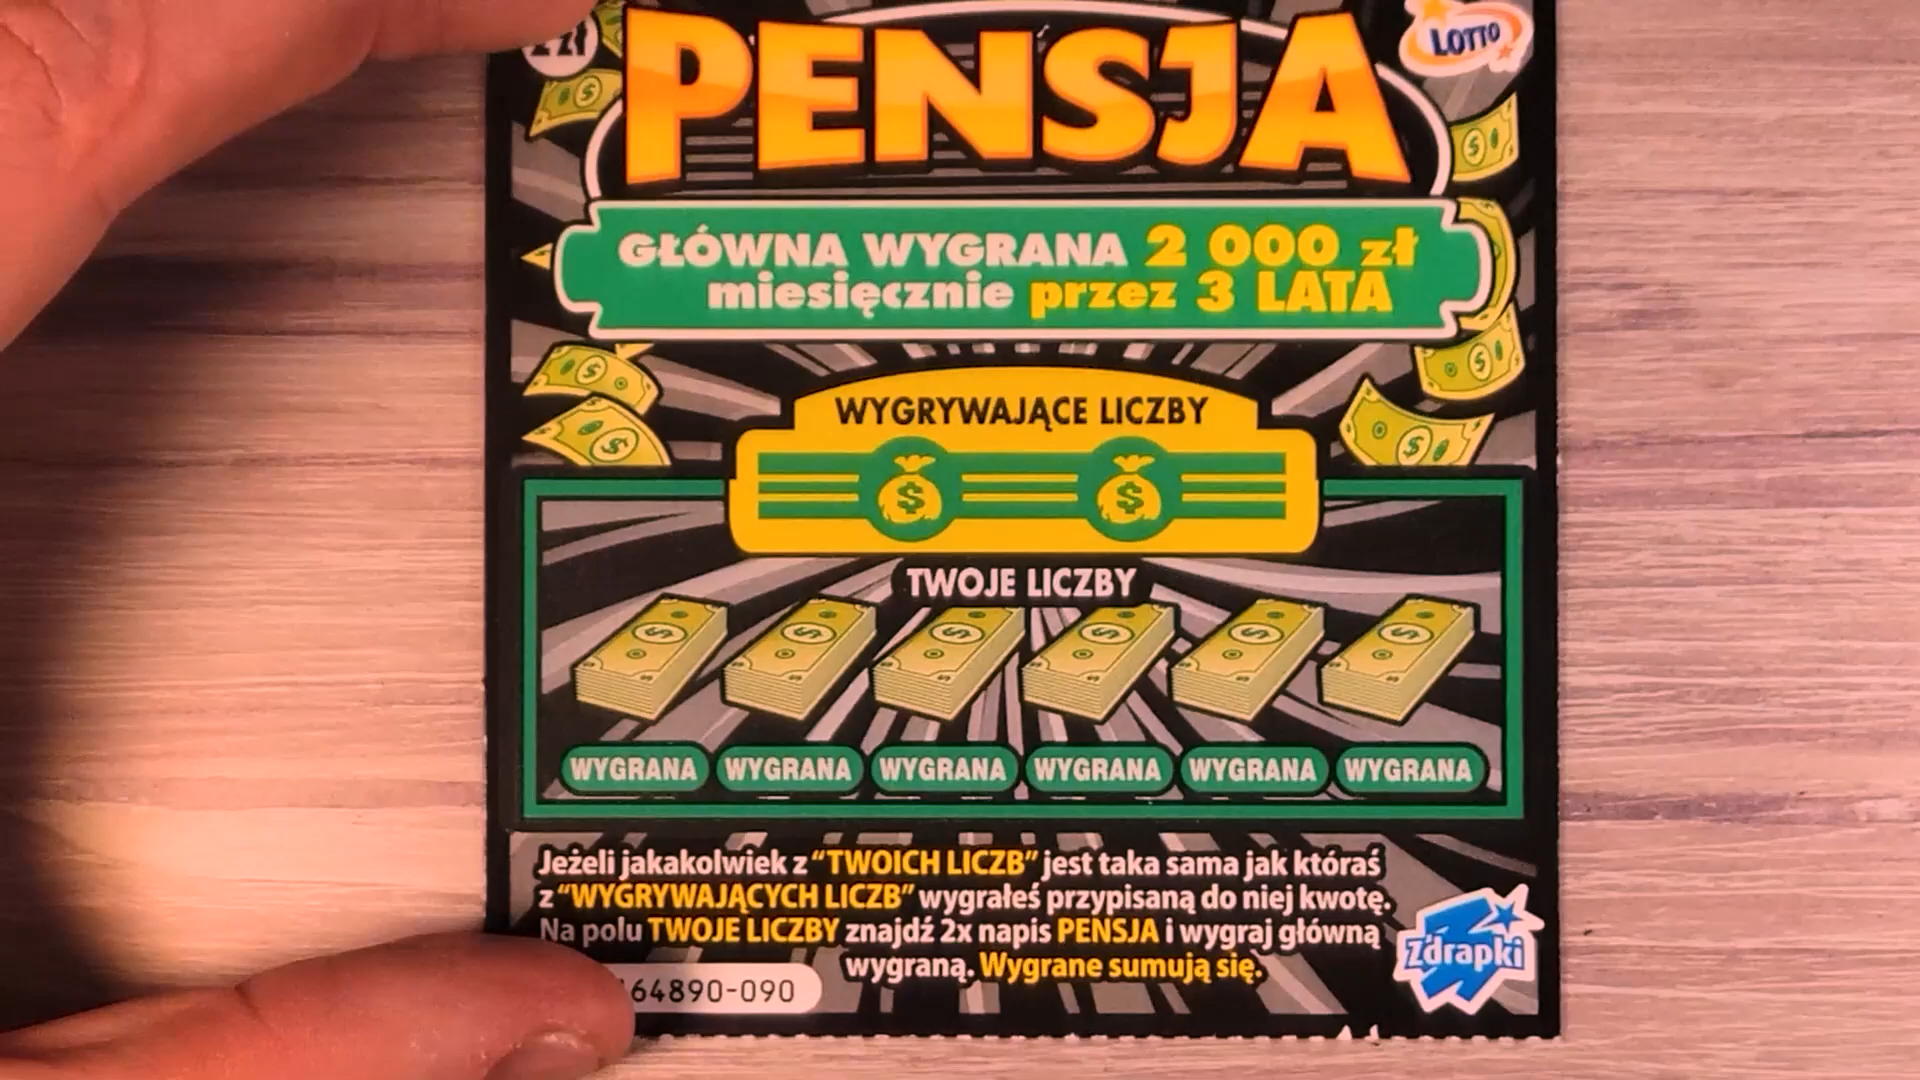 2 zł
PENSJA
LOTTO
GŁÓWNA WYGRANA 2 000 zł
miesięcznie przez 3 LATA
WYGRYWAJĄCE LICZBY
TWOJE LICZBY
WYGRANA WYGRANA WYGRANA WYGRANA WYGRANA WYGRANA
Jeżeli jakakolwiek z “TWOICH LICZB” jest taka sama jak któraś
z “WYGRYWAJĄCYCH LICZB” wygrałeś przypisaną do niej kwotę.
Na polu TWOJE LICZBY znajdź 2x napis PENSJA i wygraj główną
wygraną. Wygrane sumują się.
Zdrapki
64890-090